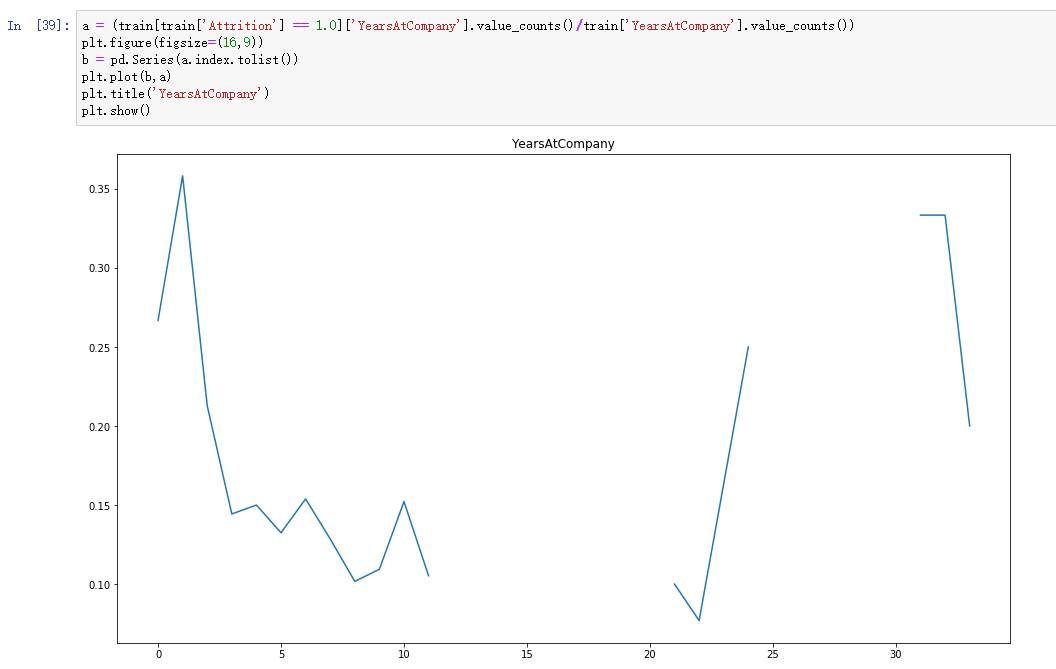 In [39]: a = (train[train['Attrition'] == 1.0]['YearsAtCompany'].value_counts()/train['YearsAtCompany'].value_counts())
plt.figure(figsize=(16,9))
b = pd.Series(a.index.tolist())
plt.plot(b,a)
plt.title('YearsAtCompany')
plt.show()
YearsAtCompany
0.35
0.30
0.25
0.20
0.15
0.10
0 5 10 15 20 25 30